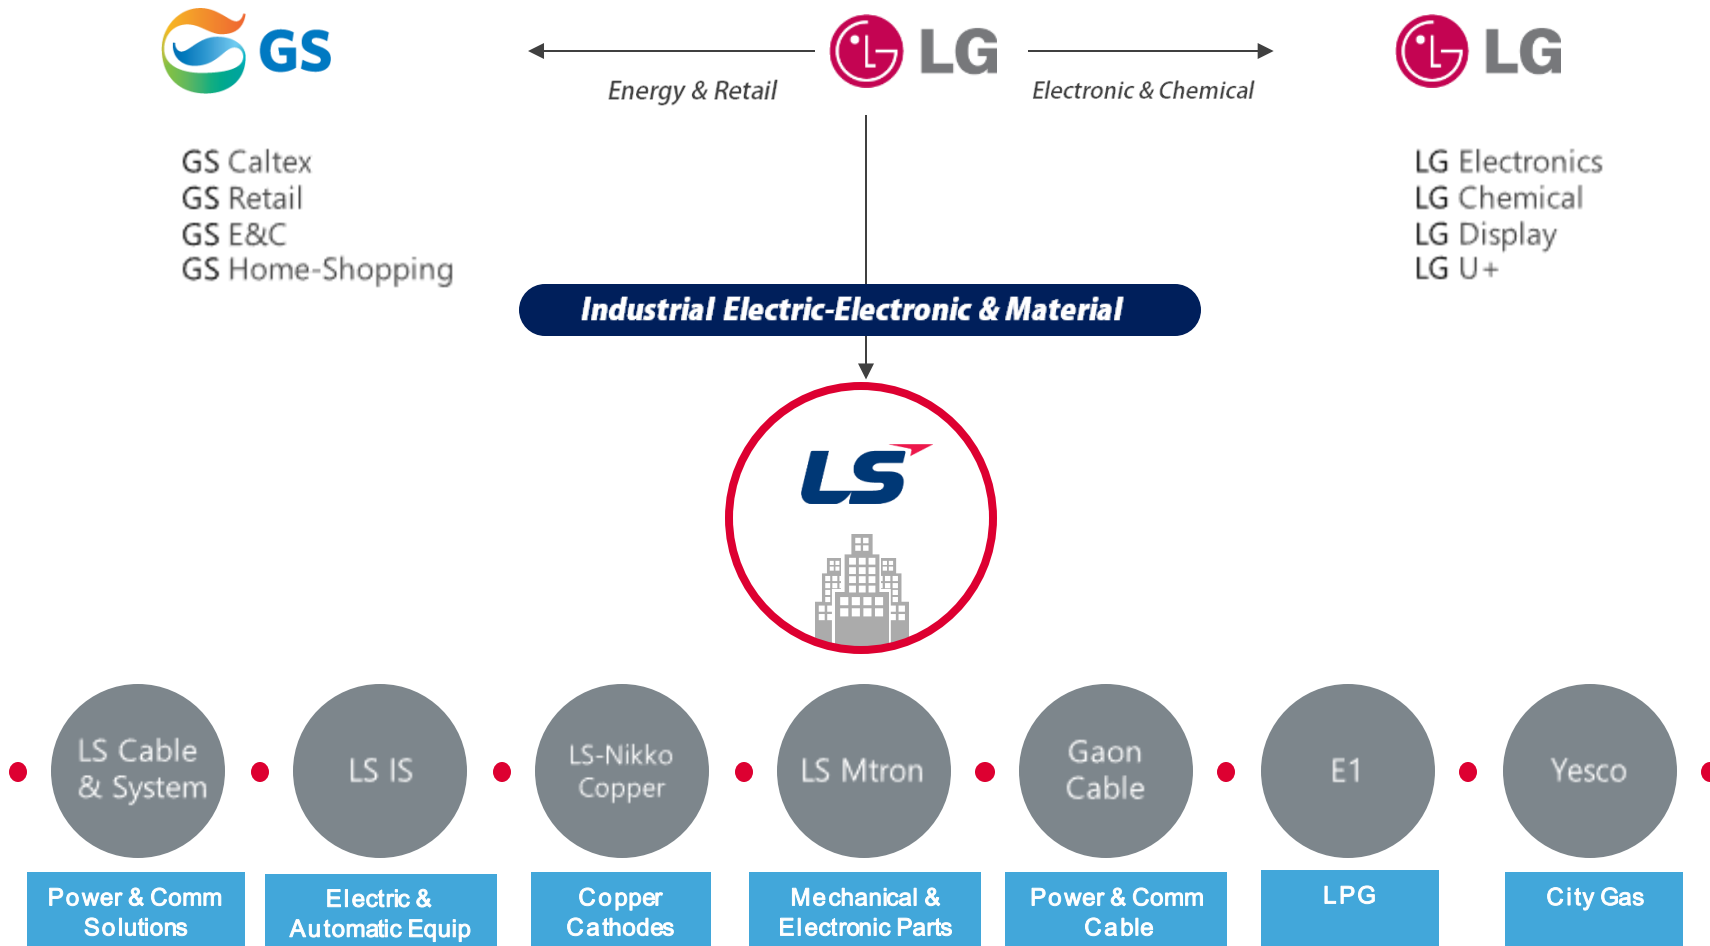 GS
LG
LG
Energy & Retail
Electronic & Chemical
GS Caltex
GS Retail
GS E&C
GS Home-Shopping
LG Electronics
LG Chemical
LG Display
LG U+
Industrial Electric-Electronic & Material
LS
LS Cable
& System
LS IS
LS-Nikko
Copper
LS Mtron
Gaon
Cable
E1
Yesco
Power & Comm
Solutions
Electric &
Automatic Equip
Copper
Cathodes
Mechanical &
Electronic Parts
Power & Comm
Cable
LPG
City Gas